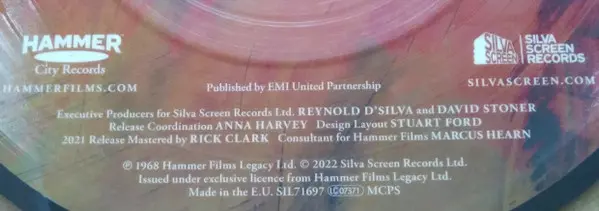 HAMMER
City Records
HAMMERFILMS.COM
SILVA SCREEN
SILVA SCREEN RECORDS
SILVASCREEN.COM
Published by EMI United Partnership
Executive Producers for Silva Screen Records Ltd. REYNOLD D'SILVA and DAVID STONER
Release Coordination ANNA HARVEY Design Layout STUART FORD
2021 Release Mastered by RICK CLARK Consultant for Hammer Films MARCUS HEARN
℗ 1968 Hammer Films Legacy Ltd. © 2022 Silva Screen Records Ltd.
Issued under exclusive licence from Hammer Films Legacy Ltd.
Made in the E.U. SIL71697 LC 07371 MCPS